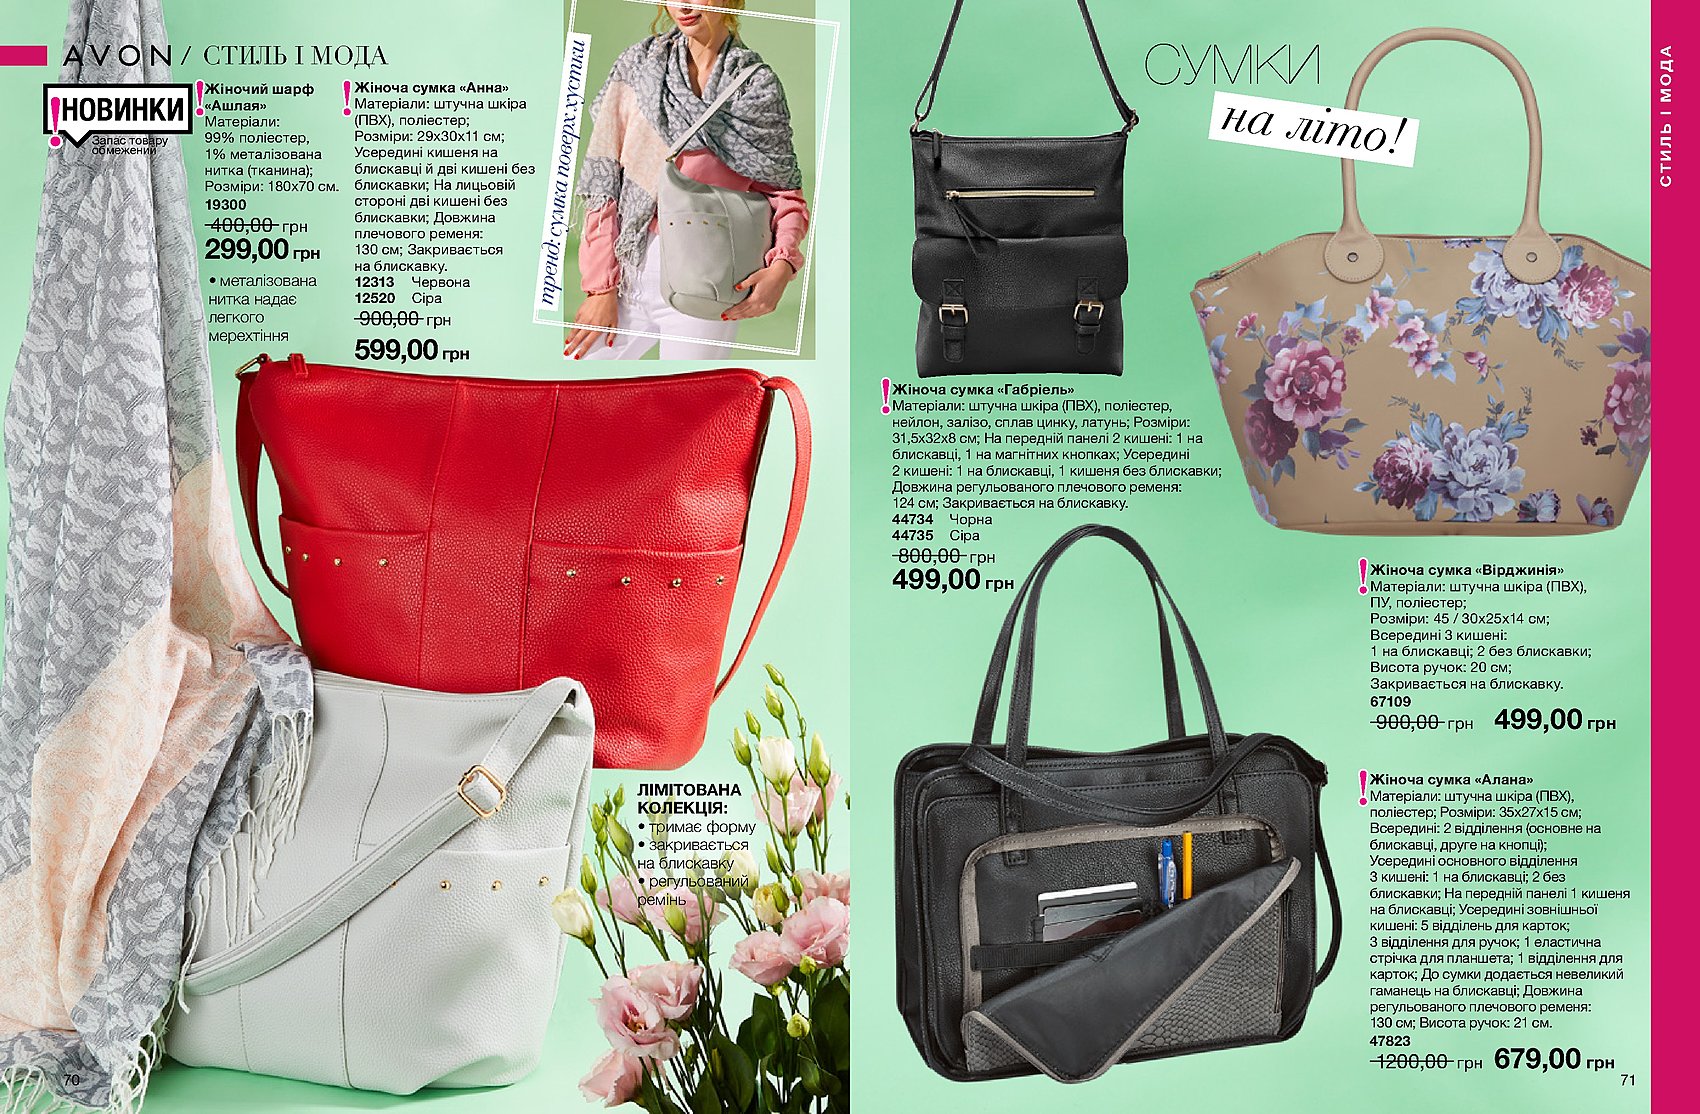 AVON / СТИЛЬ І МОДА
НОВИНКИ
Запас товару
обмежений
Жіночий шарф
«Ашлая»
Матеріали:
99% поліестер,
1% металізована
нитка (тканина);
Розміри: 180х70 см.
19300
400,00 грн
299,00 грн
• металізована
нитка надає
легкого
мерехтіння
Жіноча сумка «Анна»
Матеріали: штучна шкіра
(ПВХ), поліестер;
Розміри: 29х30х11 см;
Усередині кишеня на
блискавці й дві кишені без
блискавки; На лицьовій
стороні дві кишені без
блискавки; Довжина
плечового ременя:
130 см; Закривається
на блискавку.
12313 Червона
12520 Сіра
900,00 грн
599,00 грн
тренд: сумка поверх хустки
ЛІМІТОВАНА
КОЛЕКЦІЯ:
• тримає форму
• закривається
на блискавку
• регульований
ремінь
70
СУМКИ
на літо!
СТИЛЬ І МОДА
Жіноча сумка «Габріель»
Матеріали: штучна шкіра (ПВХ), поліестер,
нейлон, залізо, сплав цинку, латунь; Розміри:
31,5х32х8 см; На передній панелі 2 кишені: 1 на
блискавці, 1 на магнітних кнопках; Усередині
2 кишені: 1 на блискавці, 1 кишеня без блискавки;
Довжина регульованого плечового ременя:
124 см; Закривається на блискавку.
44734 Чорна
44735 Сіра
800,00 грн
499,00 грн
Жіноча сумка «Вірджинія»
Матеріали: штучна шкіра (ПВХ),
ПУ, поліестер;
Розміри: 45 / 30х25х14 см;
Всередині 3 кишені:
1 на блискавці; 2 без блискавки;
Висота ручок: 20 см;
Закривається на блискавку.
67109
900,00 грн 499,00 грн
Жіноча сумка «Алана»
Матеріали: штучна шкіра (ПВХ),
поліестер; Розміри: 35х27х15 см;
Всередині: 2 відділення (основне на
блискавці, друге на кнопці);
Усередині основного відділення
3 кишені: 1 на блискавці; 2 без
блискавки; На передній панелі 1 кишеня
на блискавці; Усередині зовнішньої
кишені: 5 відділень для карток;
3 відділення для ручок; 1 еластична
стрічка для планшета; 1 відділення для
карток; До сумки додається невеликий
гаманець на блискавці; Довжина
регульованого плечового ременя:
130 см; Висота ручок: 21 см.
47823
1200,00 грн 679,00 грн
71